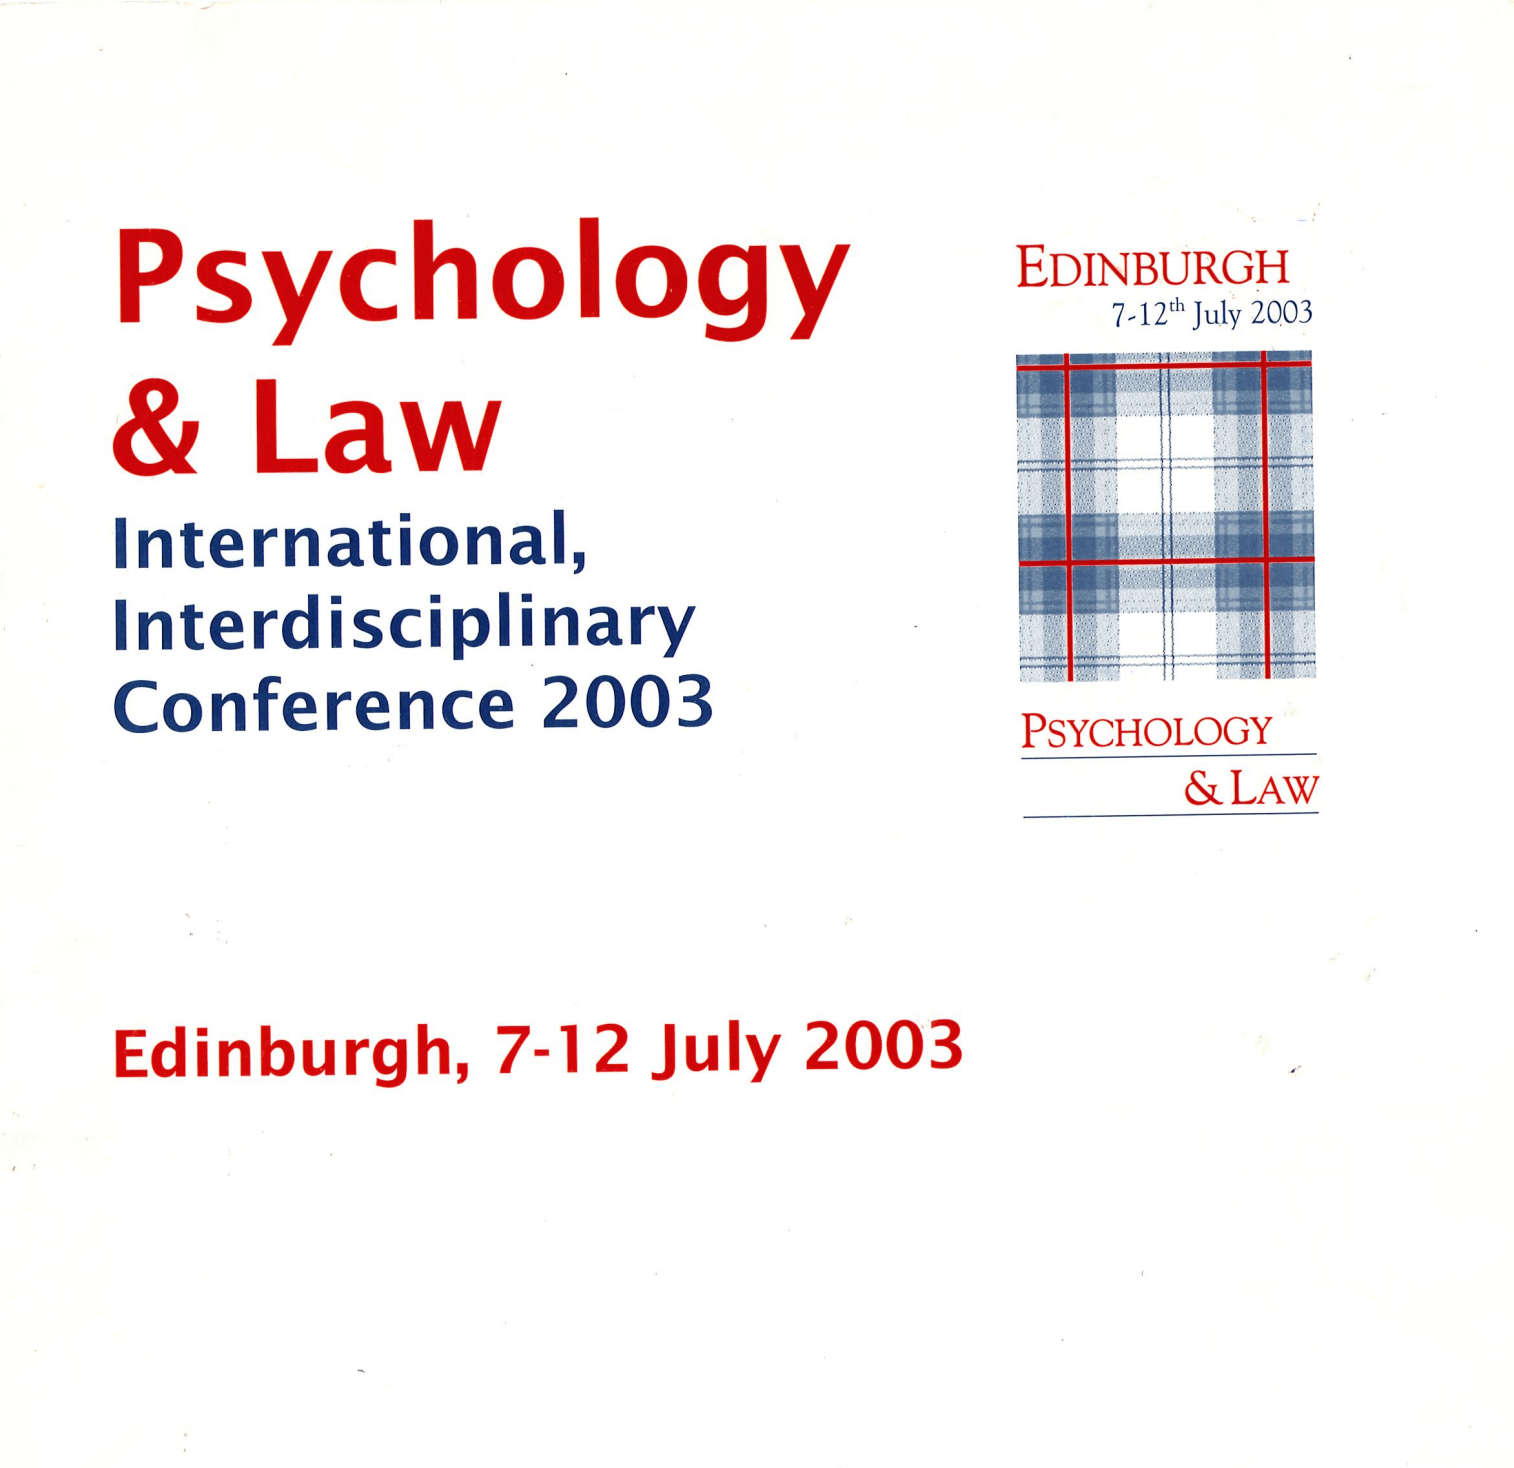 Psychology
& Law
International,
Interdisciplinary
Conference 2003
Edinburgh, 7-12 July 2003
EDINBURGH
7-12th July 2003
PSYCHOLOGY
& LAW